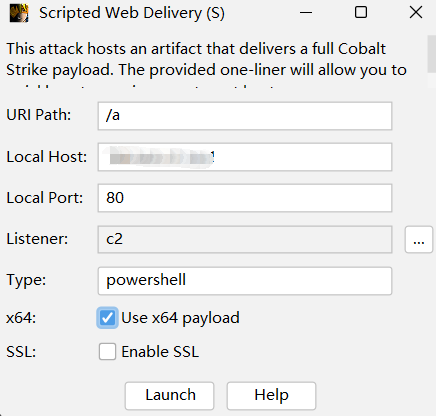 Scripted Web Delivery (S)
This attack hosts an artifact that delivers a full Cobalt
Strike payload. The provided one-liner will allow you to
URI Path: /a
Local Host:
Local Port: 80
Listener: c2 ...
Type: powershell
x64: Use x64 payload
SSL: Enable SSL
Launch Help